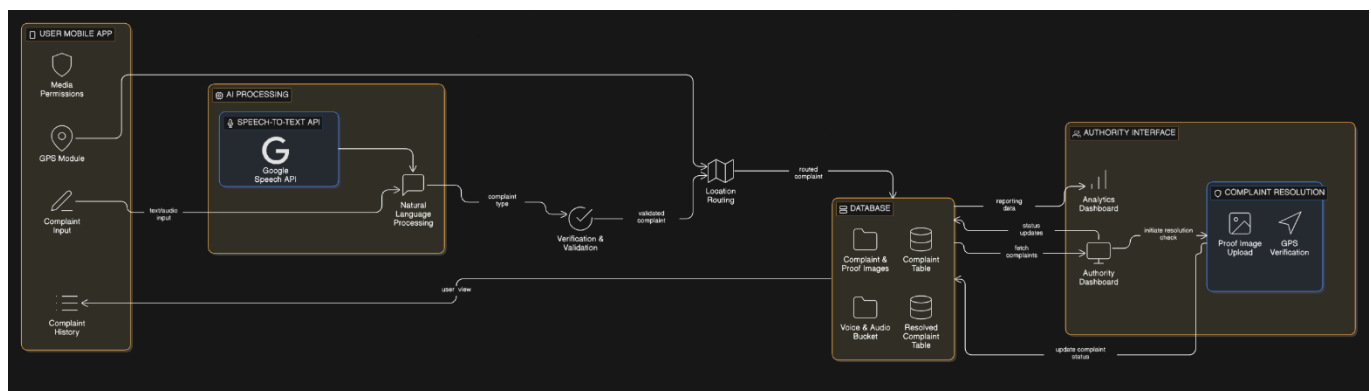 USER MOBILE APP
Media
Permissions
GPS Module
Complaint
Input
Complaint
History
AI PROCESSING
SPEECH-TO-TEXT API
Google
Speech API
text/audio
input
Natural
Language
Processing
complaint
type
Verification &
Validation
validated
complaint
Location
Routing
routed
complaint
user view
DATABASE
Complaint &
Proof Images
Complaint
Table
Voice & Audio
Bucket
Resolved
Complaint
Table
reporting
data
status
updates
fetch
complaints
update complaint
status
AUTHORITY INTERFACE
Analytics
Dashboard
Authority
Dashboard
initiate resolution
check
COMPLAINT RESOLUTION
Proof Image
Upload
GPS
Verification